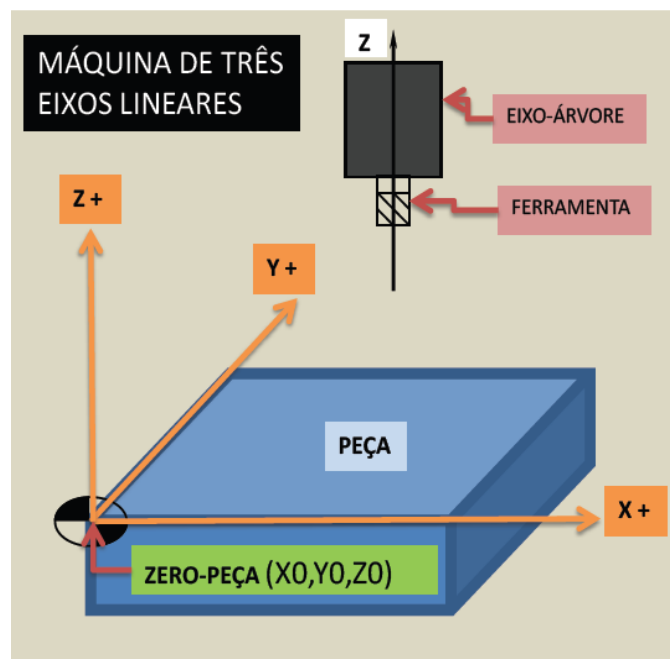 MÁQUINA DE TRÊS
EIXOS LINEARES
Z
EIXO-ÁRVORE
FERRAMENTA
Z +
Y +
PEÇA
X +
ZERO-PEÇA (X0,Y0,Z0)